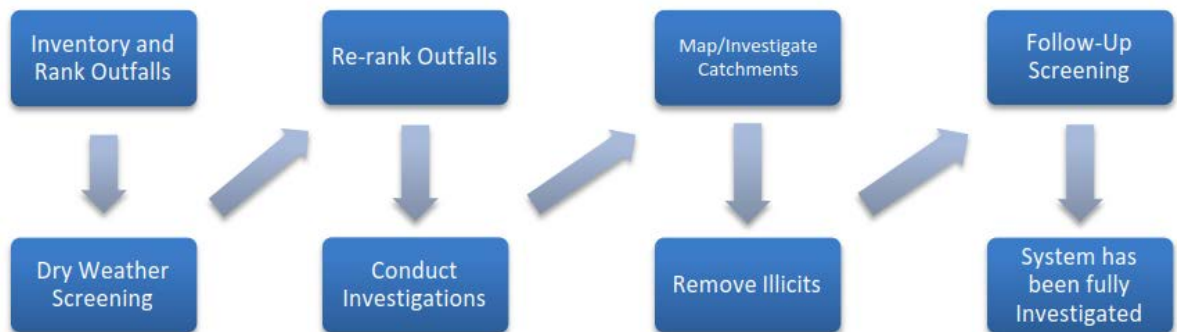 Inventory and
Rank Outfalls
Dry Weather
Screening
Re-rank Outfalls
Conduct
Investigations
Map/Investigate
Catchments
Remove Illicits
Follow-Up
Screening
System has
been fully
Investigated